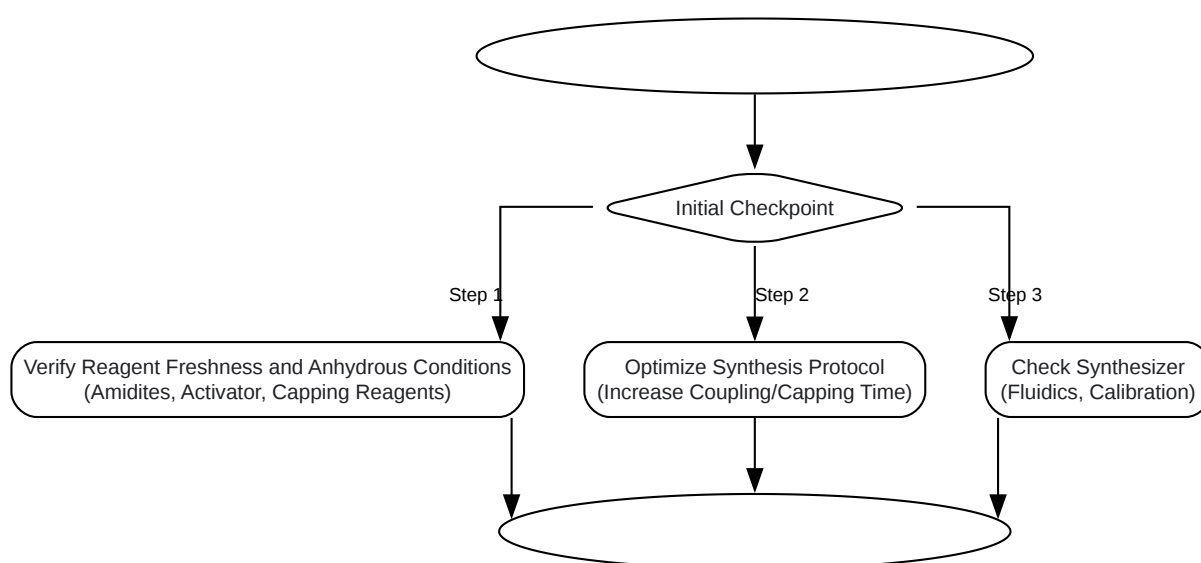 Initial Checkpoint
Step 1
Step 2
Step 3
Verify Reagent Freshness and Anhydrous Conditions
(Amidites, Activator, Capping Reagents)
Optimize Synthesis Protocol
(Increase Coupling/Capping Time)
Check Synthesizer
(Fluidics, Calibration)